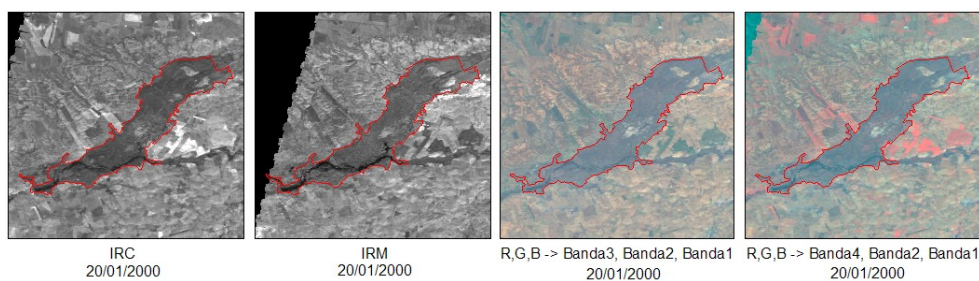 IRC
20/01/2000
IRM
20/01/2000
R,G,B -> Banda3, Banda2, Banda1
20/01/2000
R,G,B -> Banda4, Banda2, Banda1
20/01/2000